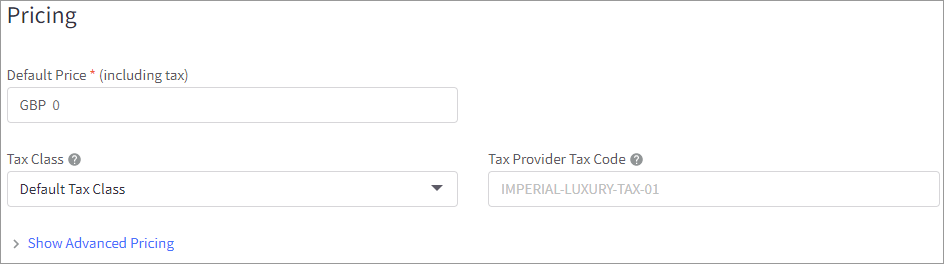 Pricing
Default Price * (including tax)
GBP 0
Tax Class
Tax Provider Tax Code
Default Tax Class
IMPERIAL-LUXURY-TAX-01
Show Advanced Pricing